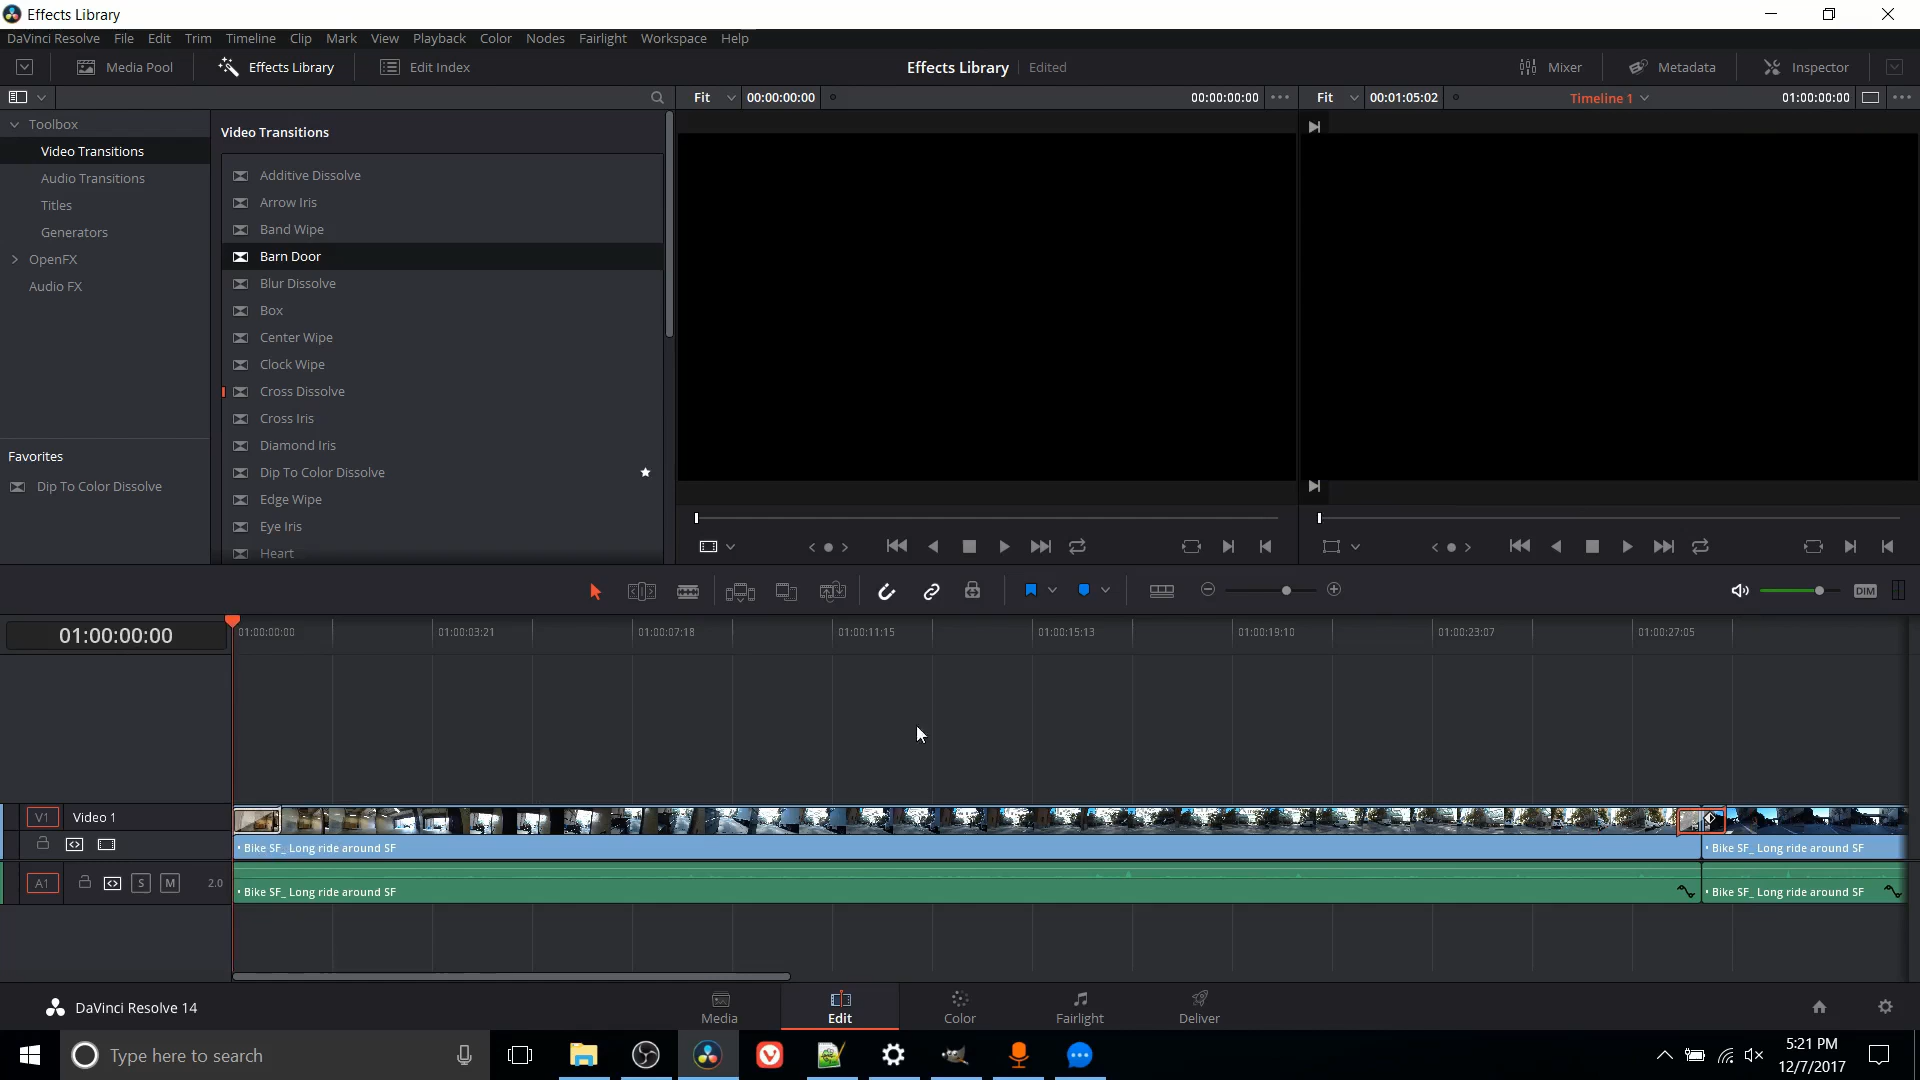 Effects Library
DaVinci Resolve File Edit Trim Timeline Clip Mark View Playback Color Nodes Fairlight Workspace Help
Media Pool Effects Library Edit Index Effects Library Edited Mixer Metadata Inspector
Fit 00:00:00:00 00:00:00:00 Fit 00:01:05:02 Timeline 1 01:00:00:00
Toolbox
Video Transitions
Audio Transitions
Titles
Generators
OpenFX
Audio FX
Favorites
Dip To Color Dissolve
Video Transitions
Additive Dissolve
Arrow Iris
Band Wipe
Barn Door
Blur Dissolve
Box
Center Wipe
Clock Wipe
Cross Dissolve
Cross Iris
Diamond Iris
Dip To Color Dissolve
Edge Wipe
Eye Iris
Heart
DIM
01:00:00:00
01:00:00:00 01:00:03:21 01:00:07:18 01:00:11:15 01:00:15:13 01:00:19:10 01:00:23:07 01:00:27:05
V1 Video 1
• Bike SF_ Long ride around SF • Bike SF_ Long ride around SF
A1 S M 2.0
• Bike SF_ Long ride around SF • Bike SF_ Long ride around SF
DaVinci Resolve 14
Media Edit Color Fairlight Deliver
Type here to search
5:21 PM
12/7/2017